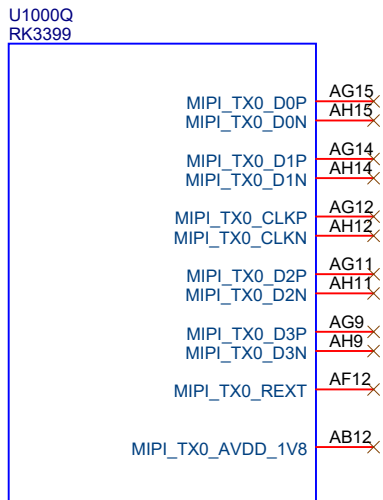 U1000Q
RK3399
MIPI_TX0_D0P AG15
MIPI_TX0_D0N AH15
MIPI_TX0_D1P AG14
MIPI_TX0_D1N AH14
MIPI_TX0_CLKP AG12
MIPI_TX0_CLKN AH12
MIPI_TX0_D2P AG11
MIPI_TX0_D2N AH11
MIPI_TX0_D3P AG9
MIPI_TX0_D3N AH9
MIPI_TX0_REXT AF12
MIPI_TX0_AVDD_1V8 AB12